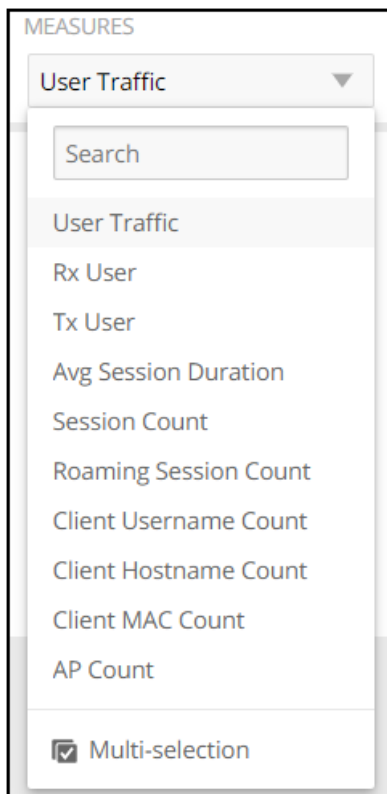 MEASURES
User Traffic
Search
User Traffic
Rx User
Tx User
Avg Session Duration
Session Count
Roaming Session Count
Client Username Count
Client Hostname Count
Client MAC Count
AP Count
Multi-selection